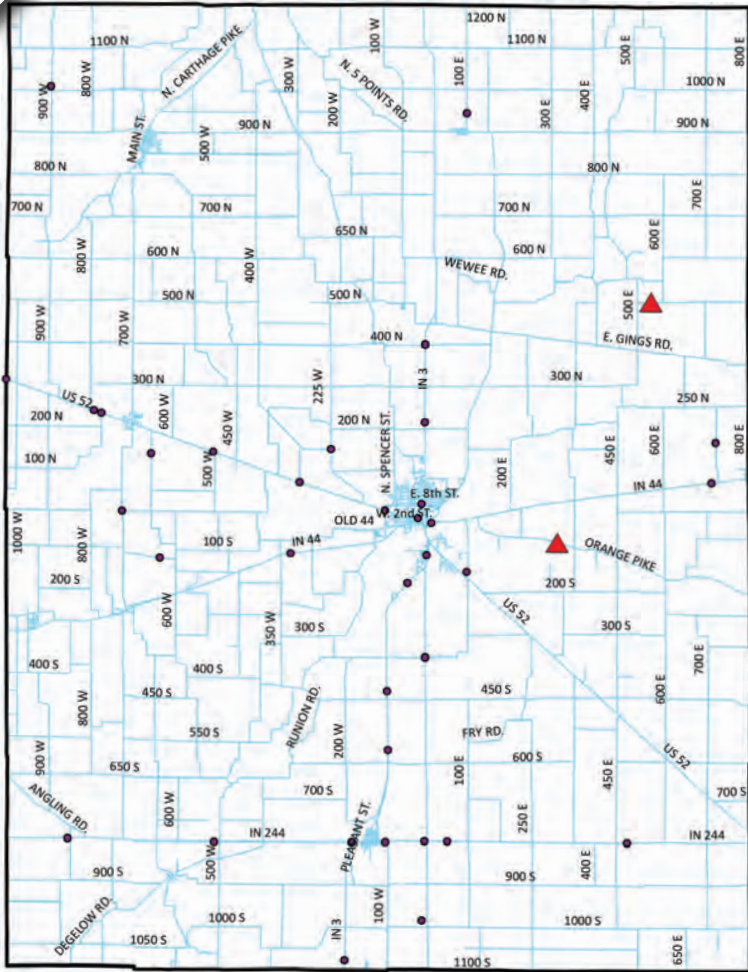 1200 N
1100 N
1100 N
N. CARTHAGE PIKE
100 W
500 E
800 E
N. 5 POINTS RD.
900 W
800 W
300 W
200 W
100 E
400 E
1000 N
300 E
MAIN ST.
500 W
900 N
900 N
800 N
800 N
700 N
700 N
700 N
700 E
650 N
600 E
800 W
600 N
400 W
600 N
WEWEE RD.
500 N
500 N
500 E
900 W
700 W
400 N
E. GINGS RD.
IN 3
300 N
300 N
US 52
225 W
250 N
200 N
600 W
450 W
200 N
N. SPENCER ST.
450 E
600 E
800 E
100 N
500 W
200 E
IN 44
E. 8th ST.
W. 2nd ST.
OLD 44
1000 W
800 W
100 S
IN 44
ORANGE PIKE
200 S
200 S
600 W
350 W
300 S
US 52
300 S
400 S
400 S
700 E
450 S
450 S
600 E
800 W
550 S
RUNION RD.
200 W
FRY RD.
600 S
US 52
900 W
650 S
100 E
450 E
700 S
700 S
ANGLING RD.
600 W
IN 244
PLEASANT ST.
250 E
IN 244
500 W
400 E
900 S
900 S
DEGELOW RD.
100 W
1000 S
1000 S
IN 3
1050 S
650 E
1100 S